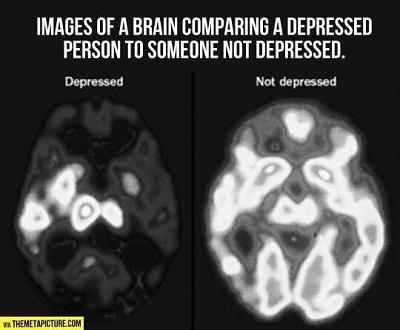 IMAGES OF A BRAIN COMPARING A DEPRESSED
PERSON TO SOMEONE NOT DEPRESSED.
Depressed
Not depressed
VIA THEMETAPICTURE.COM